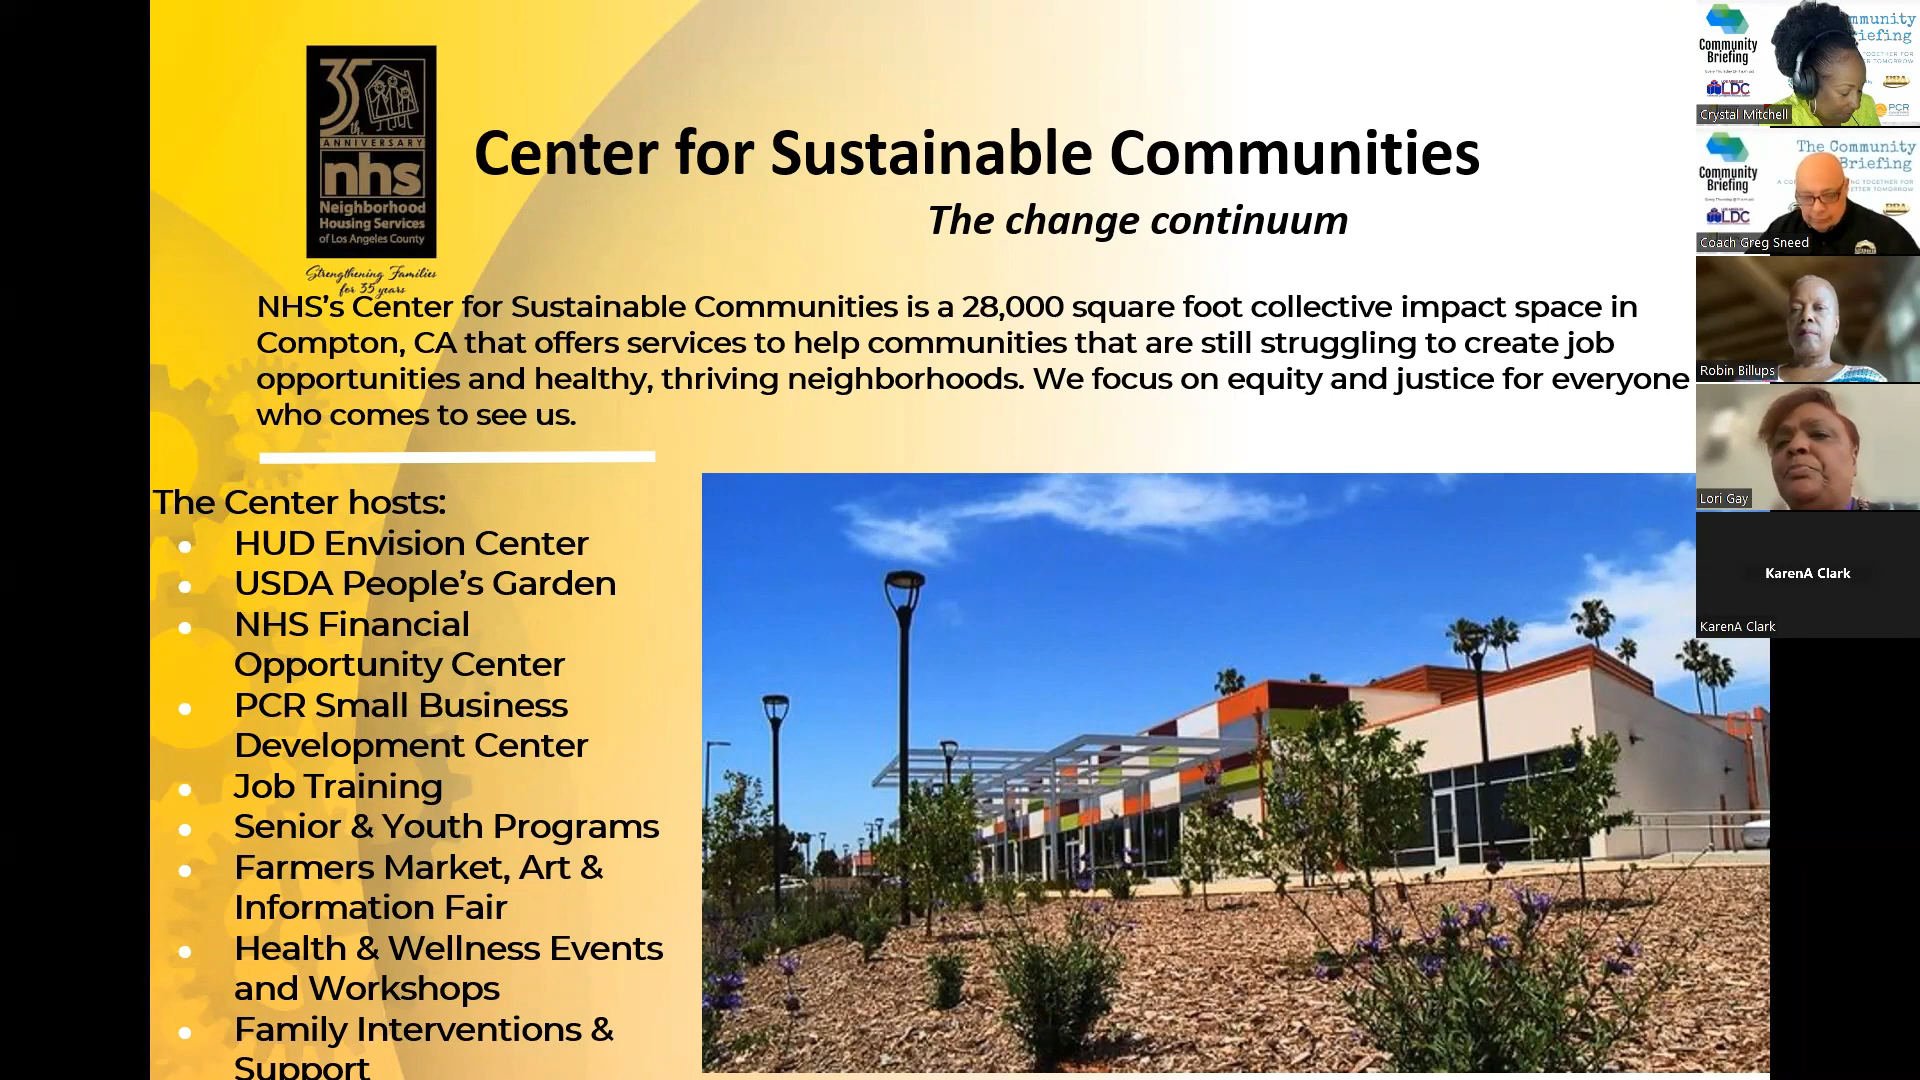 35th
ANNIVERSARY
nhs
Neighborhood
Housing Services
of Los Angeles County
Strengthening Families
for 35 years
Center for Sustainable Communities
The change continuum
NHS’s Center for Sustainable Communities is a 28,000 square foot collective impact space in
Compton, CA that offers services to help communities that are still struggling to create job
opportunities and healthy, thriving neighborhoods. We focus on equity and justice for everyone
who comes to see us.
The Center hosts:
HUD Envision Center
USDA People’s Garden
NHS Financial
Opportunity Center
PCR Small Business
Development Center
Job Training
Senior & Youth Programs
Farmers Market, Art &
Information Fair
Health & Wellness Events
and Workshops
Family Interventions &
Support
Community
Briefing
LDC
PCR
Crystal Mitchell
The Community
Briefing
Community
Briefing
LDC
Coach Greg Sneed
Robin Billups
Lori Gay
KarenA Clark
KarenA Clark